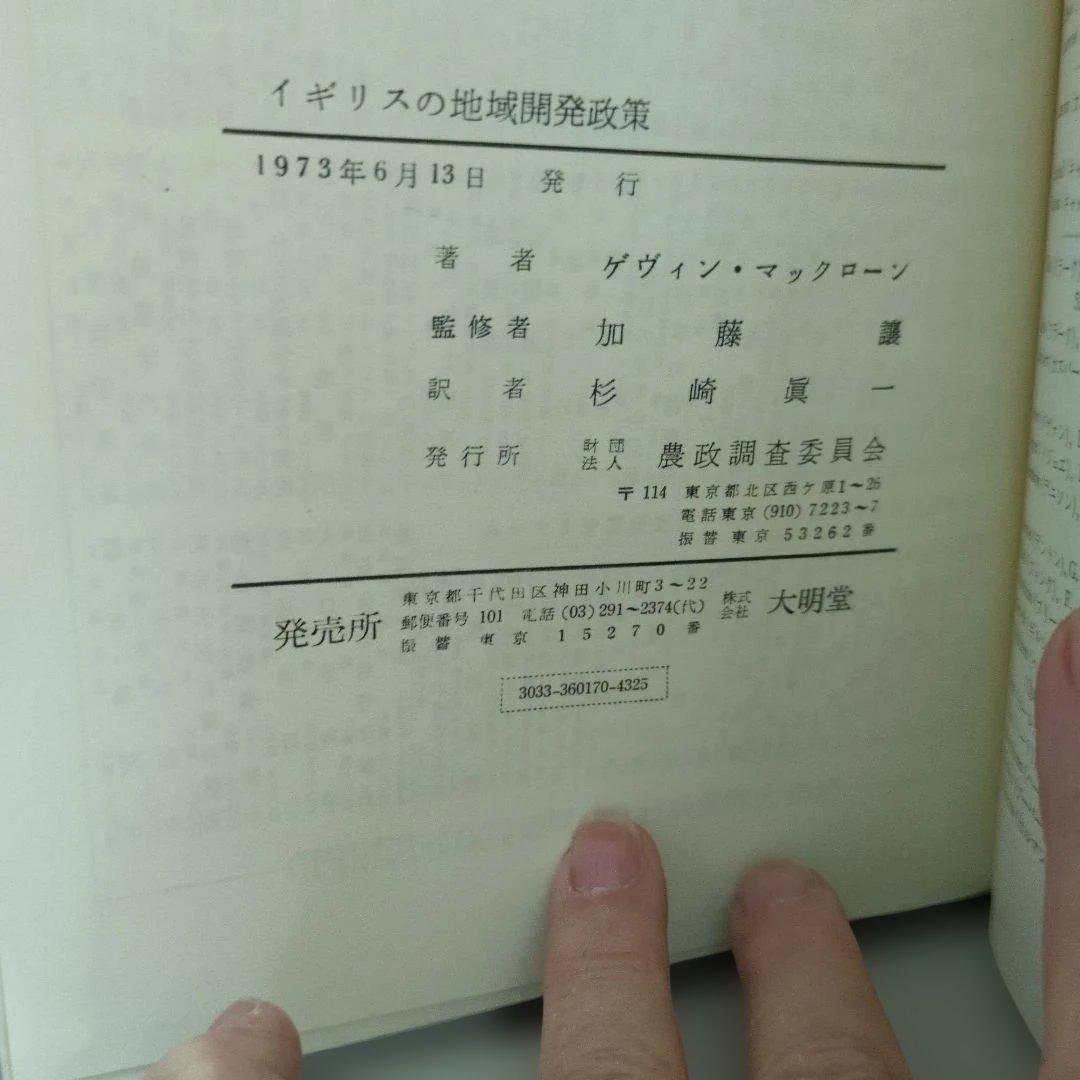 イギリスの地域開発政策
1973年6月13日 発行
著者 ゲヴィン・マックローン
監修者 加藤譲
訳者 杉崎眞一
発行所 財団法人 農政調査委員会
〒114 東京都北区西ケ原1~26
電話東京(910)7223~7
振替東京53262番
発売所 東京都千代田区神田小川町3~22
郵便番号101 電話(03)291~2374(代) 株式会社 大明堂
振替東京15270番
3033-360170-4325